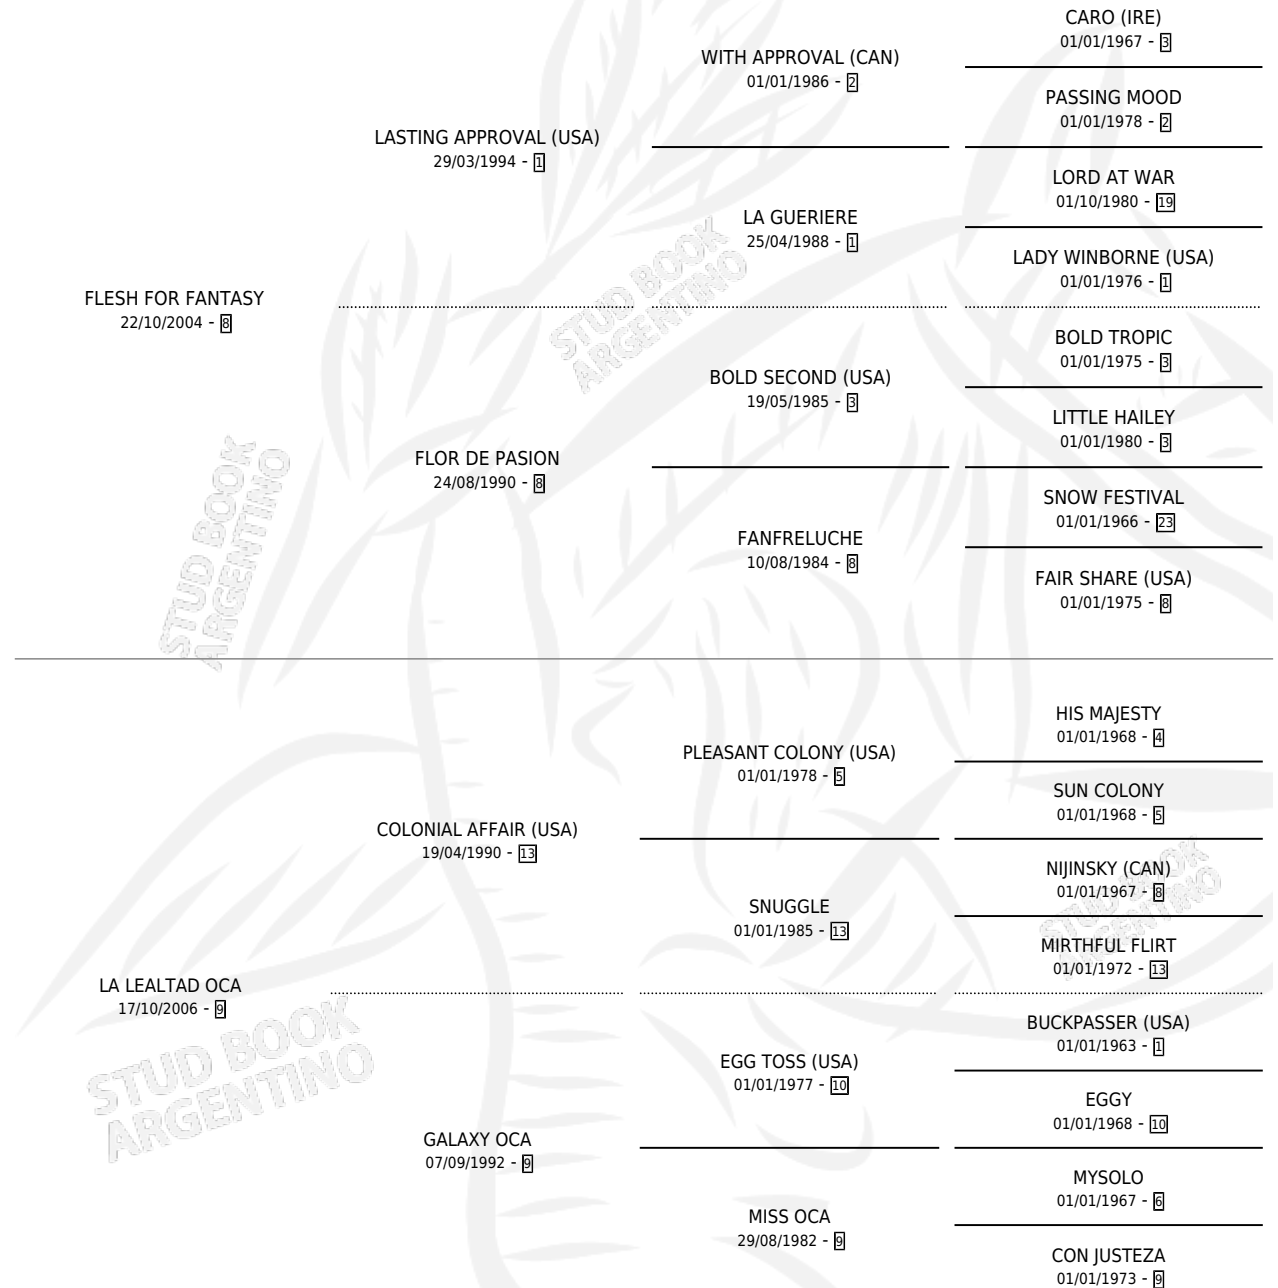 CARO (IRE)
01/01/1967 - 3
WITH APPROVAL (CAN)
01/01/1986 - 2
PASSING MOOD
01/01/1978 - 2
LASTING APPROVAL (USA)
29/03/1994 - 1
LORD AT WAR
01/10/1980 - 19
LA GUERIERE
25/04/1988 - 1
LADY WINBORNE (USA)
01/01/1976 - 1
FLESH FOR FANTASY
22/10/2004 - 8
BOLD TROPIC
01/01/1975 - 3
BOLD SECOND (USA)
19/05/1985 - 3
LITTLE HAILEY
01/01/1980 - 3
FLOR DE PASION
24/08/1990 - 8
SNOW FESTIVAL
01/01/1966 - 23
FANFRELUCHE
10/08/1984 - 8
FAIR SHARE (USA)
01/01/1975 - 8
HIS MAJESTY
01/01/1968 - 4
PLEASANT COLONY (USA)
01/01/1978 - 5
SUN COLONY
01/01/1968 - 5
COLONIAL AFFAIR (USA)
19/04/1990 - 13
NIJINSKY (CAN)
01/01/1967 - 8
SNUGGLE
01/01/1985 - 13
MIRTHFUL FLIRT
01/01/1972 - 13
LA LEALTAD OCA
17/10/2006 - 9
BUCKPASSER (USA)
01/01/1963 - 1
EGG TOSS (USA)
01/01/1977 - 10
EGGY
01/01/1968 - 10
GALAXY OCA
07/09/1992 - 9
MYSOLO
01/01/1967 - 6
MISS OCA
29/08/1982 - 9
CON JUSTEZA
01/01/1973 - 9
STUD BOOK
ARGENTINO
STUD BOOK
ARGENTINO
STUD BOOK
ARGENTINO
STUD BOOK
ARGENTINO